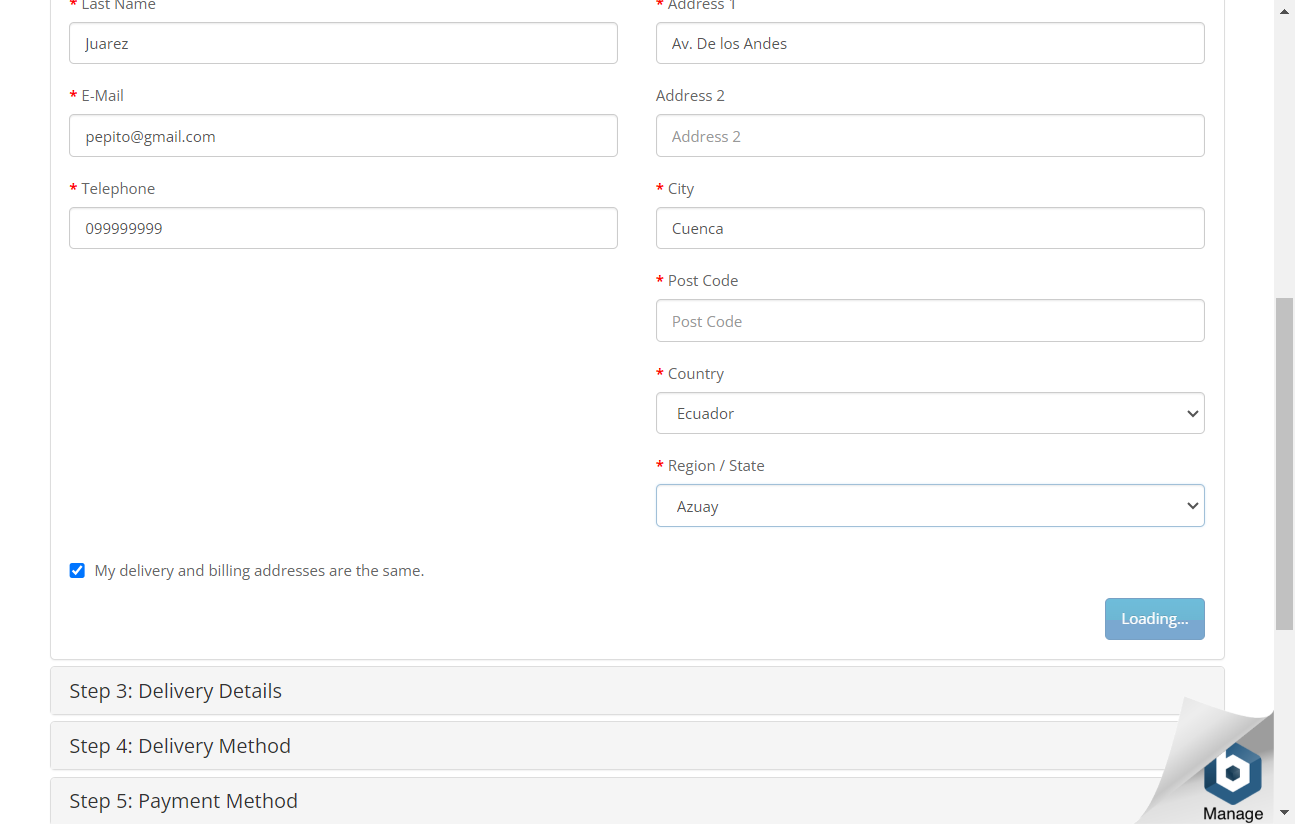 * Last Name
Juarez
* E-Mail
pepito@gmail.com
* Telephone
099999999
* Address 1
Av. De los Andes
Address 2
Address 2
* City
Cuenca
* Post Code
Post Code
* Country
Ecuador
* Region / State
Azuay
My delivery and billing addresses are the same.
Loading...
Step 3: Delivery Details
Step 4: Delivery Method
Step 5: Payment Method
Manage